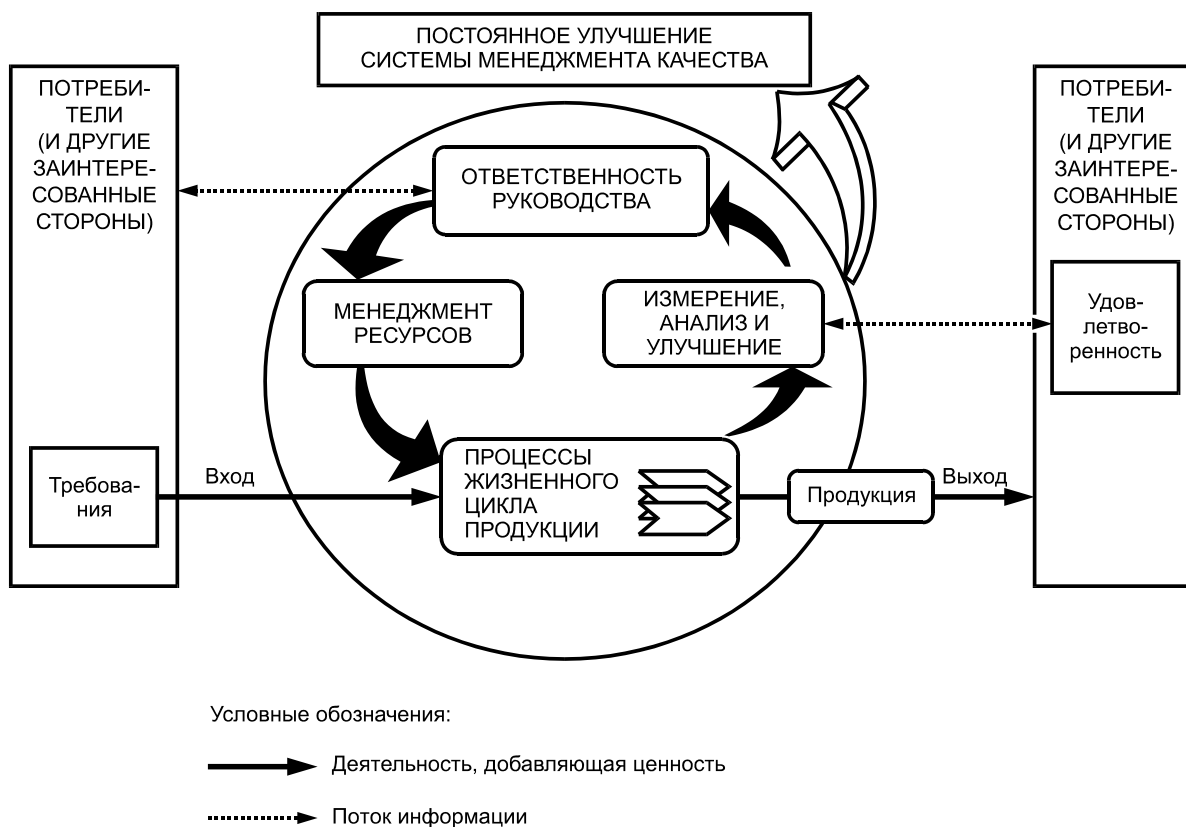 ПОСТОЯННОЕ УЛУЧШЕНИЕ
СИСТЕМЫ МЕНЕДЖМЕНТА КАЧЕСТВА
ПОТРЕБИ-
ТЕЛИ
(И ДРУГИЕ
ЗАИНТЕРЕ-
СОВАННЫЕ
СТОРОНЫ)
ПОТРЕБИ-
ТЕЛИ
(И ДРУГИЕ
ЗАИНТЕРЕ-
СОВАННЫЕ
СТОРОНЫ)
ОТВЕТСТВЕННОСТЬ
РУКОВОДСТВА
МЕНЕДЖМЕНТ
РЕСУРСОВ
ИЗМЕРЕНИЕ,
АНАЛИЗ И
УЛУЧШЕНИЕ
Удов-
летво-
ренность
Требова-
ния
Вход
ПРОЦЕССЫ
ЖИЗНЕННОГО
ЦИКЛА
ПРОДУКЦИИ
Продукция
Выход
Условные обозначения:
Деятельность, добавляющая ценность
Поток информации